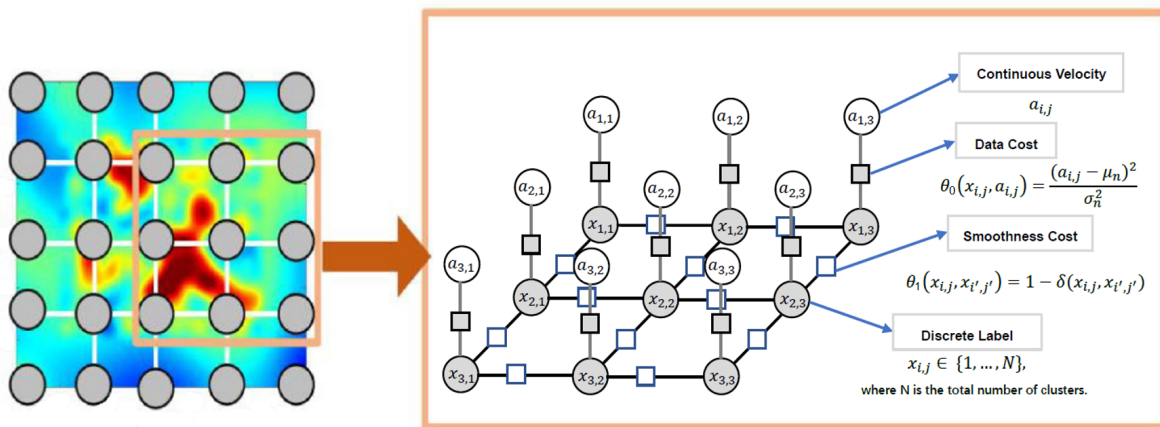 Continuous Velocity
a_{i,j}
a_{1,1} a_{1,2} a_{1,3}
Data Cost
θ_0(x_{i,j}, a_{i,j}) = (a_{i,j} − μ_n)^2 / σ_n^2
a_{2,1} a_{2,2} a_{2,3}
x_{1,1} x_{1,2} x_{1,3}
Smoothness Cost
θ_1(x_{i,j}, x_{i',j'}) = 1 − δ(x_{i,j}, x_{i',j'})
a_{3,1} a_{3,2} a_{3,3}
x_{2,1} x_{2,2} x_{2,3}
Discrete Label
x_{i,j} ∈ {1, ..., N},
x_{3,1} x_{3,2} x_{3,3}
where N is the total number of clusters.